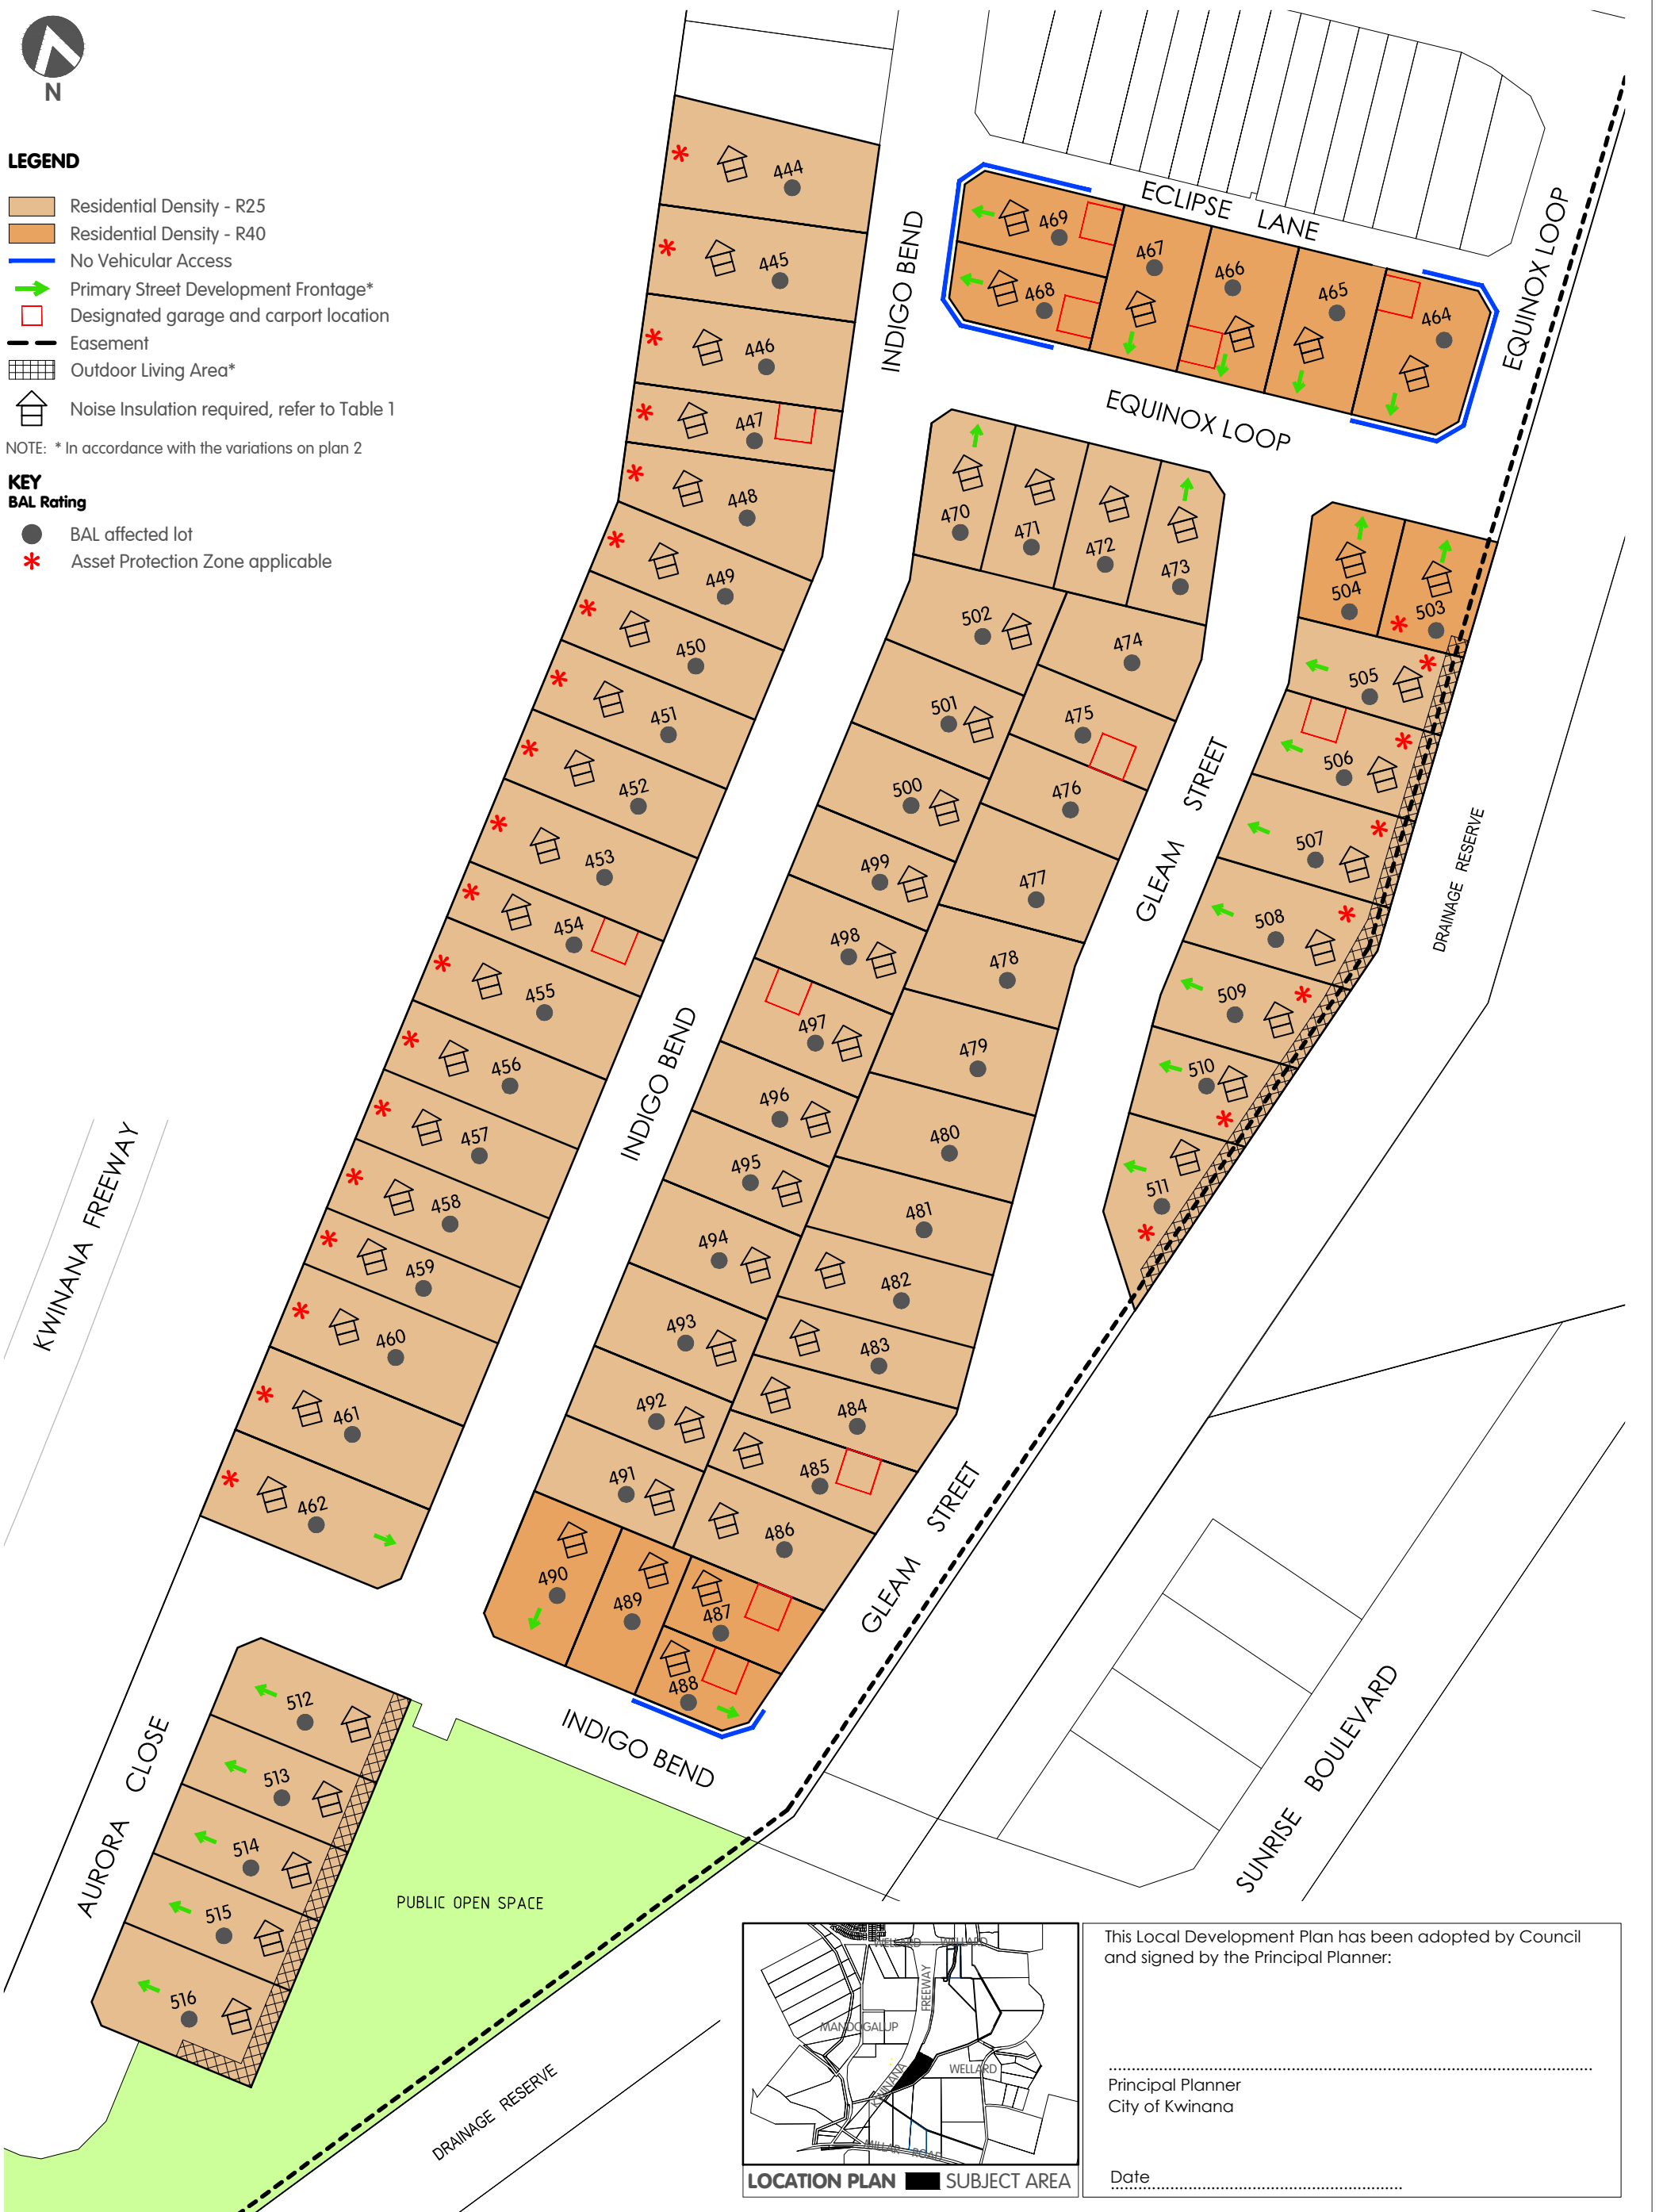 N
LEGEND
Residential Density - R25
Residential Density - R40
No Vehicular Access
Primary Street Development Frontage*
Designated garage and carport location
Easement
Outdoor Living Area*
Noise Insulation required, refer to Table 1
NOTE: * In accordance with the variations on plan 2
KEY
BAL Rating
BAL affected lot
* Asset Protection Zone applicable
444
445
446
447
448
449
450
451
452
453
454
455
456
457
458
459
460
461
462
INDIGO BEND
ECLIPSE LANE
EQUINOX LOOP
469
468
467
466
465
464
EQUINOX LOOP
470
471
472
473
502
501
500
499
498
497
496
495
494
493
492
491
490
489
487
488
474
475
476
477
478
479
480
481
482
483
484
485
486
504
503
505
506
507
508
509
510
511
GLEAM STREET
DRAINAGE RESERVE
INDIGO BEND
KWINANA FREEWAY
GLEAM STREET
INDIGO BEND
SUNRISE BOULEVARD
AURORA CLOSE
512
513
514
515
516
PUBLIC OPEN SPACE
DRAINAGE RESERVE
WELLARD WELLARD
FREEWAY
MANDOGALUP
WELLARD
KWINANA
MILLAR ROAD
LOCATION PLAN SUBJECT AREA
This Local Development Plan has been adopted by Council
and signed by the Principal Planner:
Principal Planner
City of Kwinana
Date